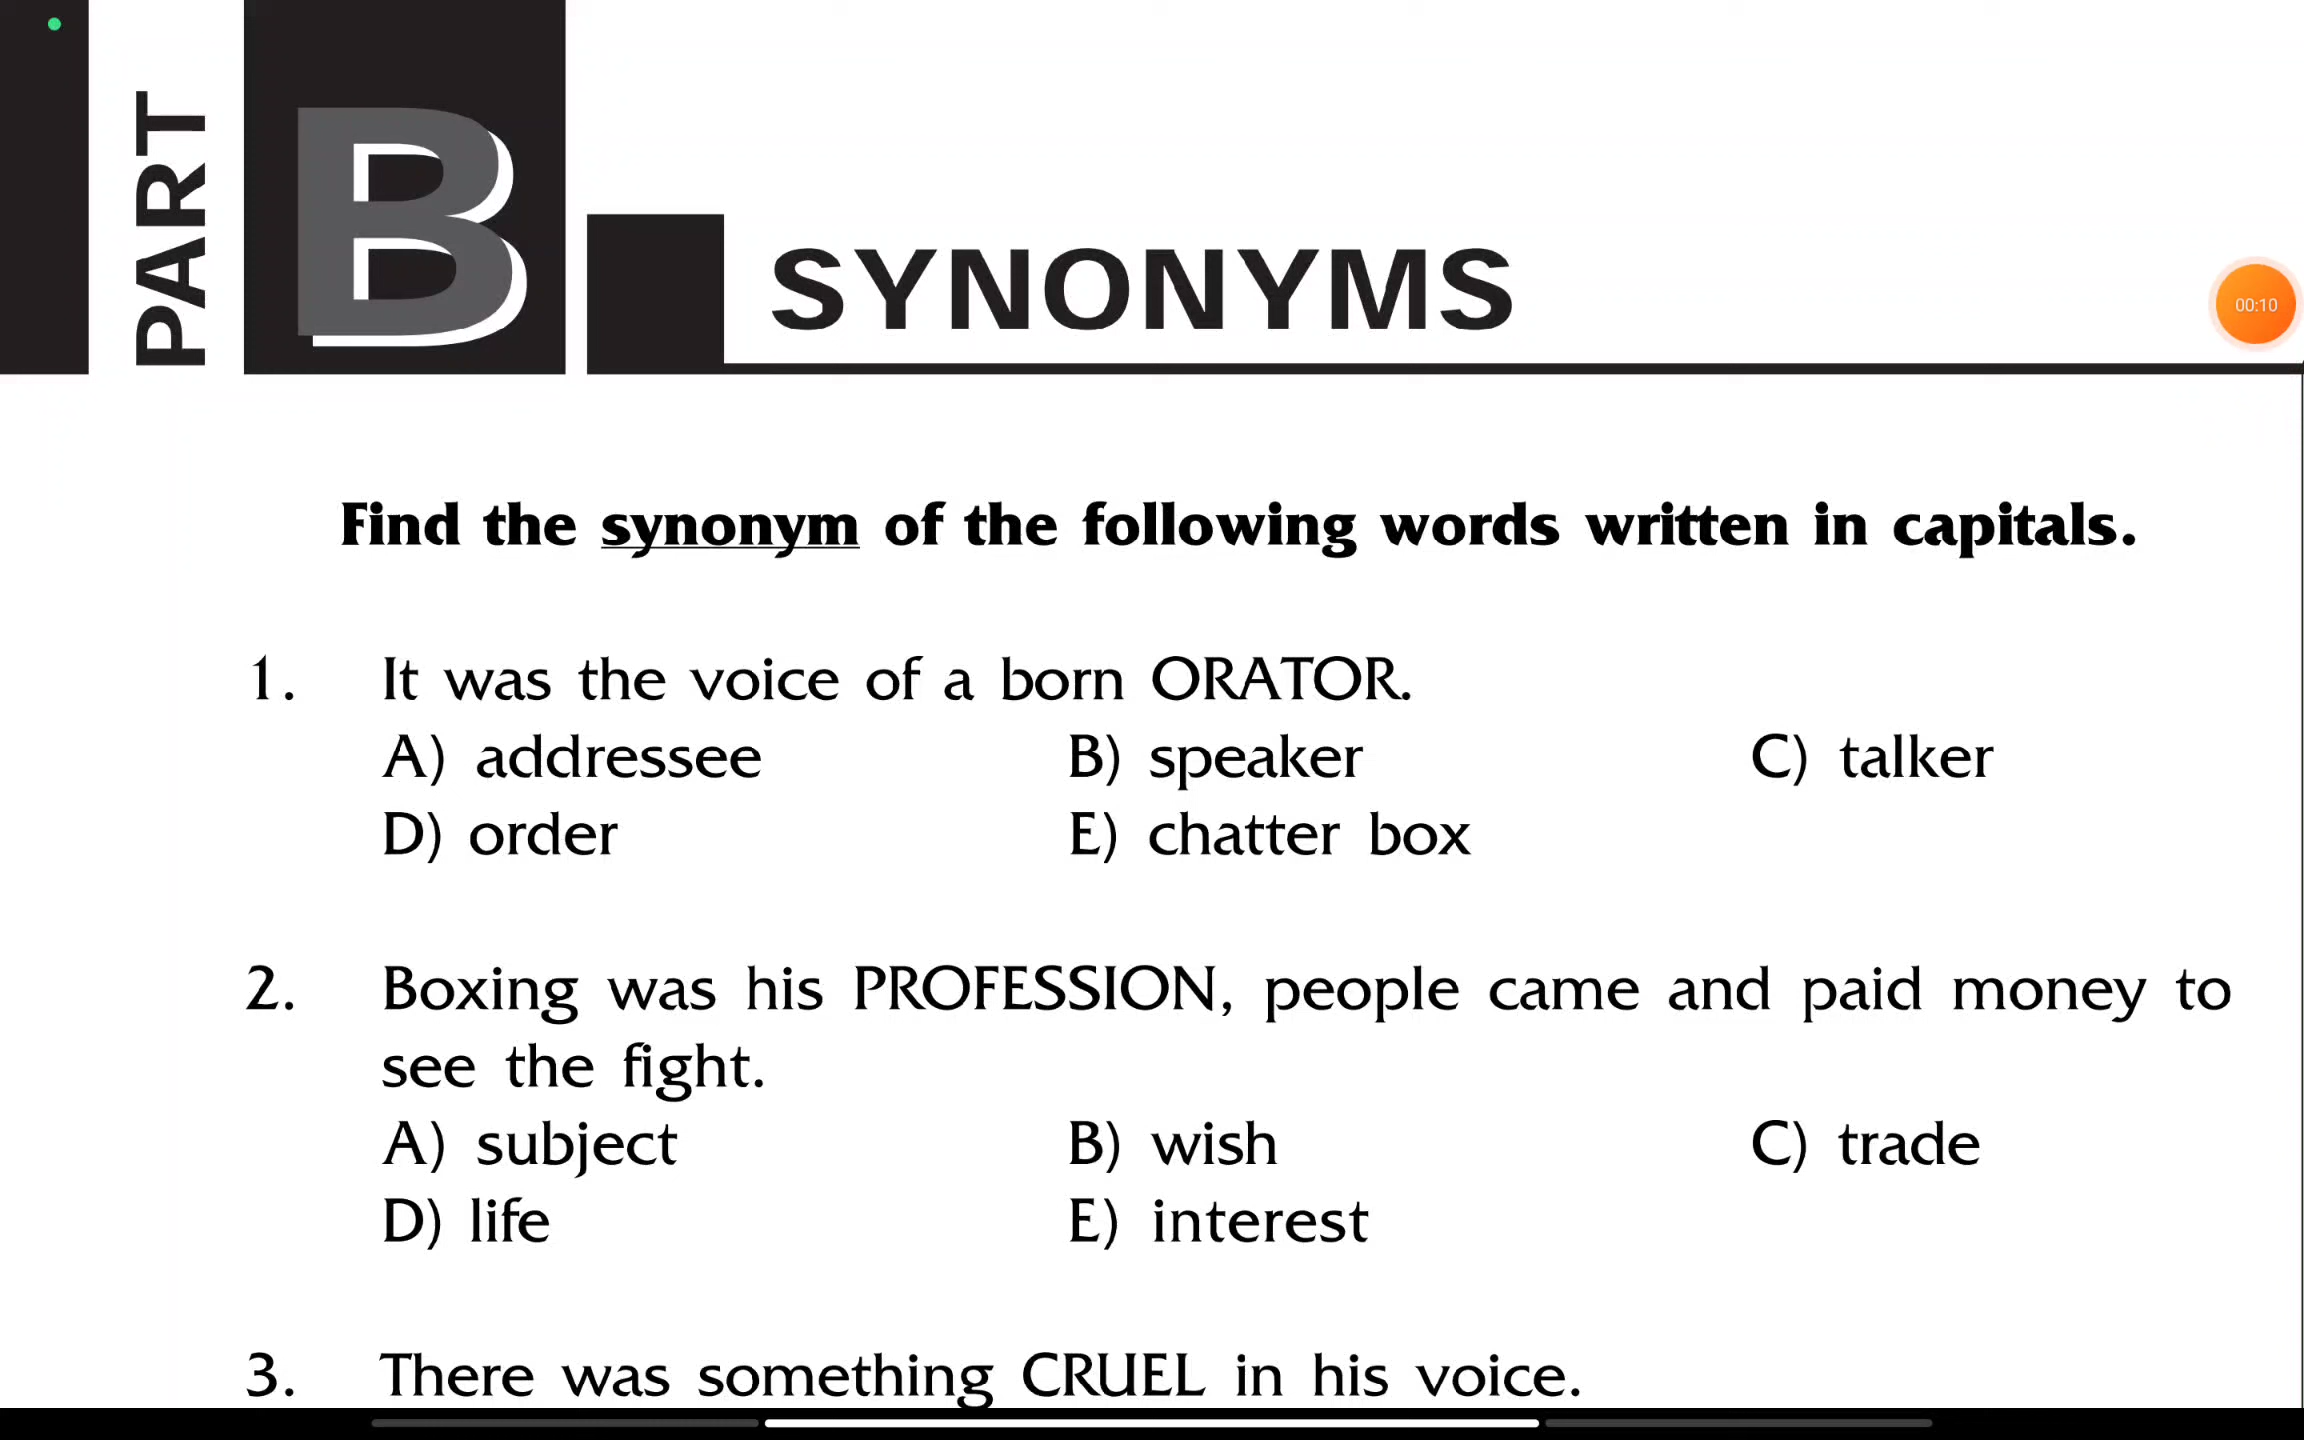 PART B SYNONYMS
00:10
Find the synonym of the following words written in capitals.
1. It was the voice of a born ORATOR.
A) addressee B) speaker C) talker
D) order E) chatter box
2. Boxing was his PROFESSION, people came and paid money to
see the fight.
A) subject B) wish C) trade
D) life E) interest
3. There was something CRUEL in his voice.